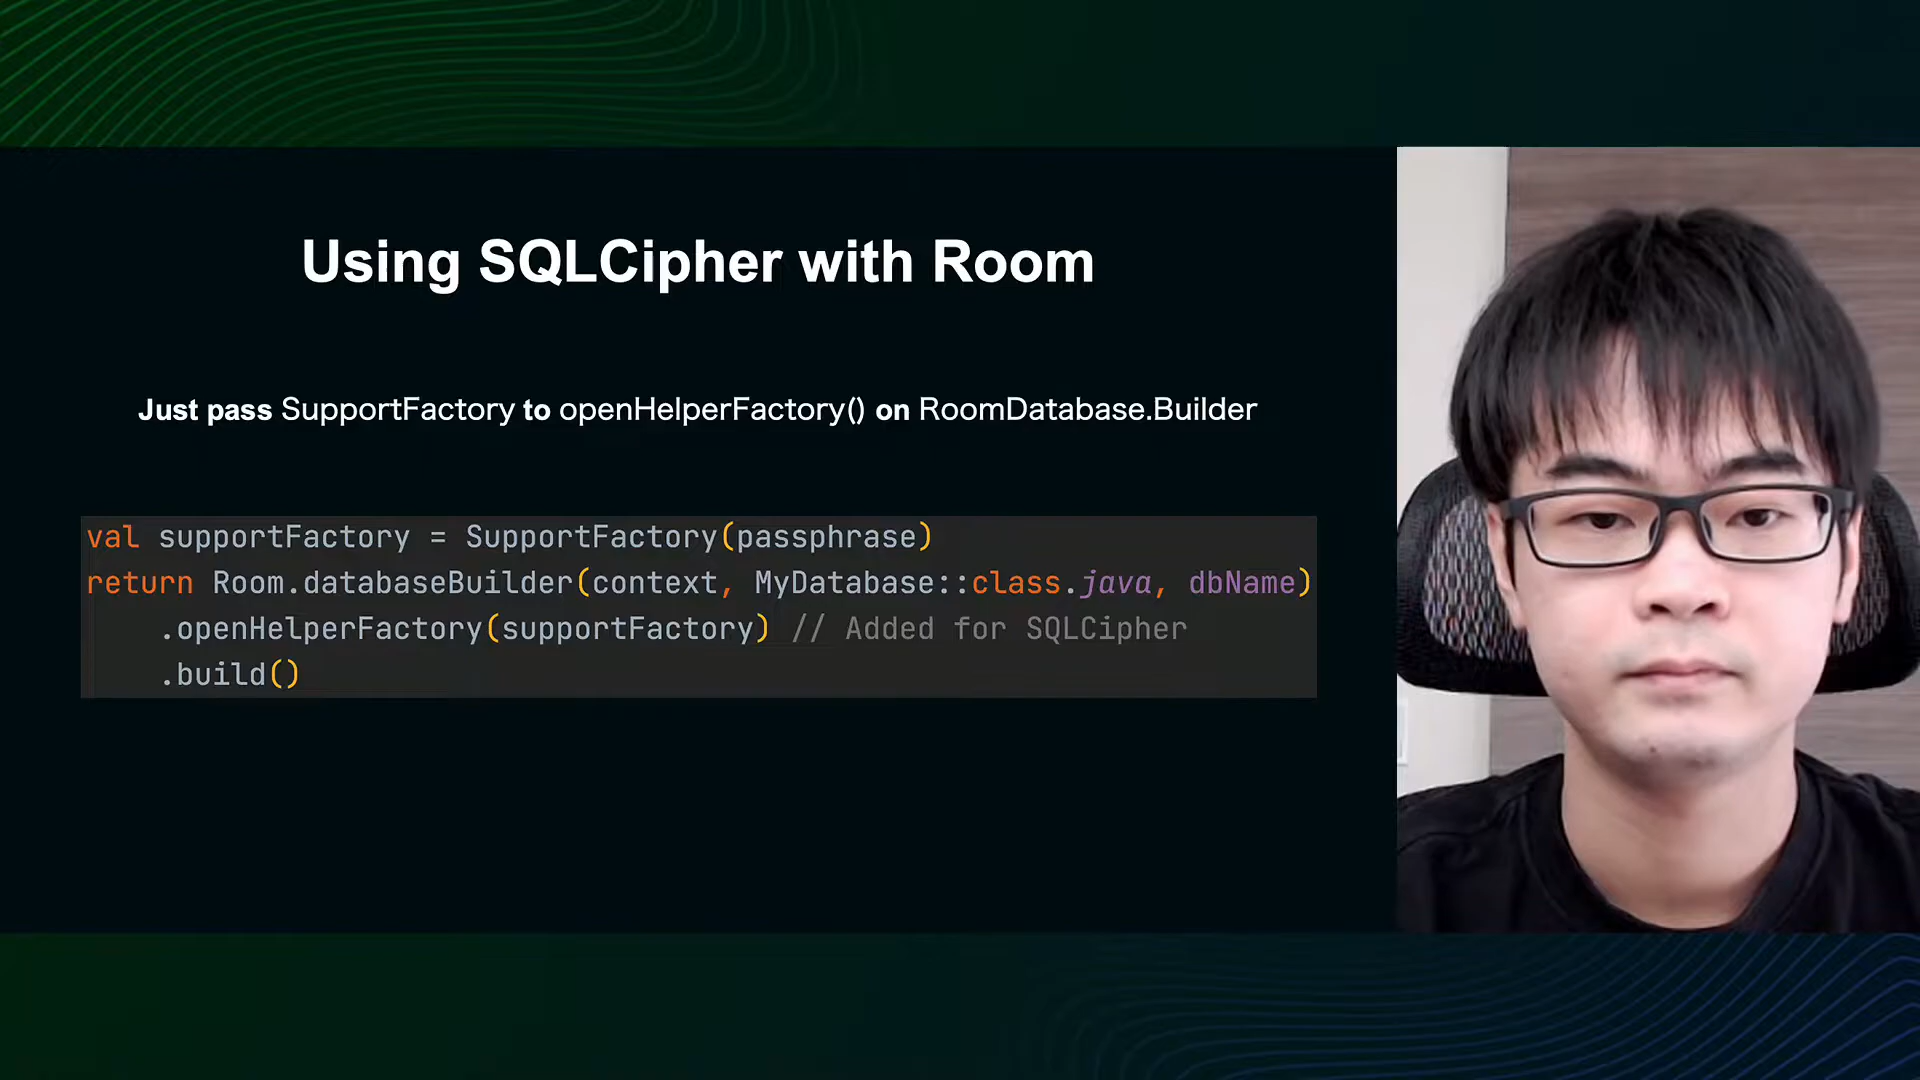 Using SQLCipher with Room
Just pass SupportFactory to openHelperFactory() on RoomDatabase.Builder
val supportFactory = SupportFactory(passphrase)
return Room.databaseBuilder(context, MyDatabase::class.java, dbName)
    .openHelperFactory(supportFactory) // Added for SQLCipher
    .build()